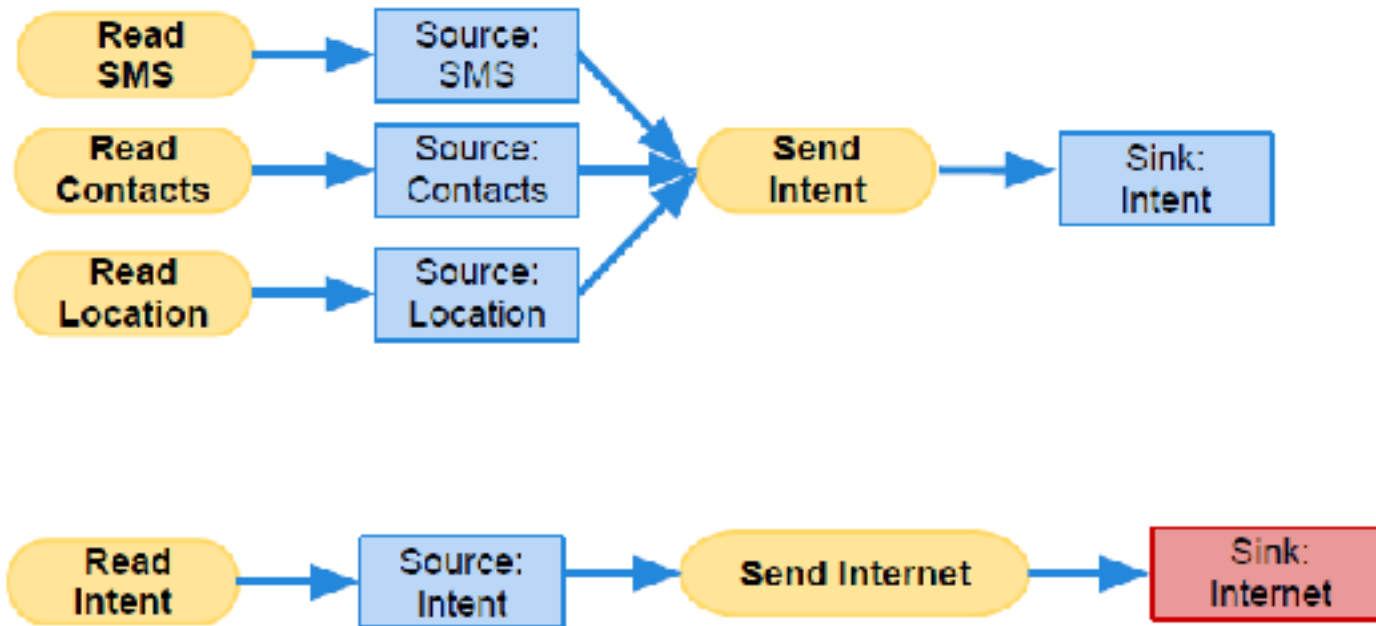 Read
SMS
Source:
SMS
Read
Contacts
Source:
Contacts
Send
Intent
Sink:
Intent
Read
Location
Source:
Location
Read
Intent
Source:
Intent
Send Internet
Sink:
Internet